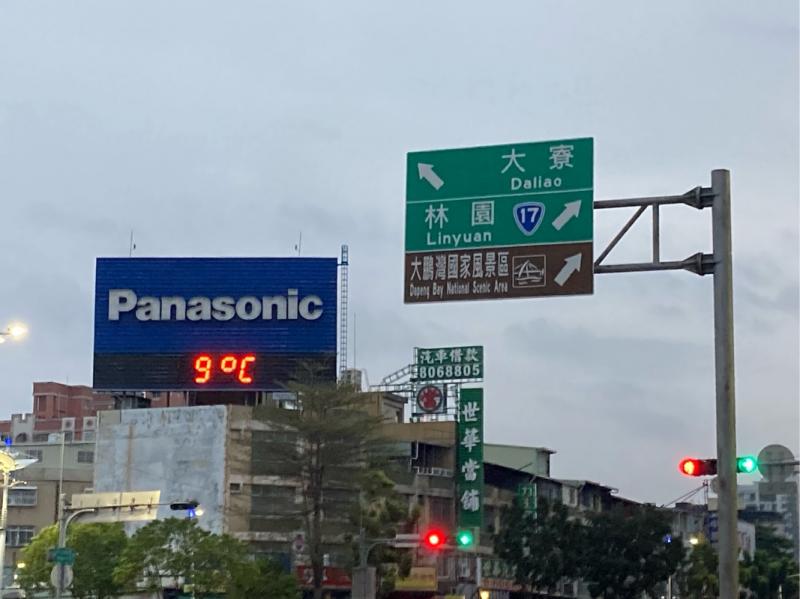 大寮
Daliao
林園 17
Linyuan
大鵬灣國家風景區
Dapeng Bay National Scenic Area
Panasonic
9°C
汽車借款
8068805
當
世華當舖